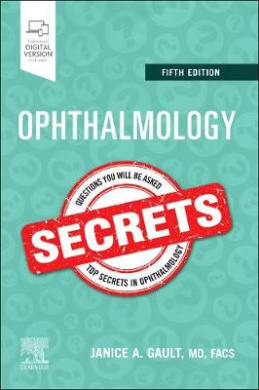 DIGITAL
VERSION
FIFTH EDITION
OPHTHALMOLOGY
QUESTIONS YOU WILL BE ASKED
SECRETS
TOP SECRETS IN OPHTHALMOLOGY
ELSEVIER
JANICE A. GAULT, MD, FACS